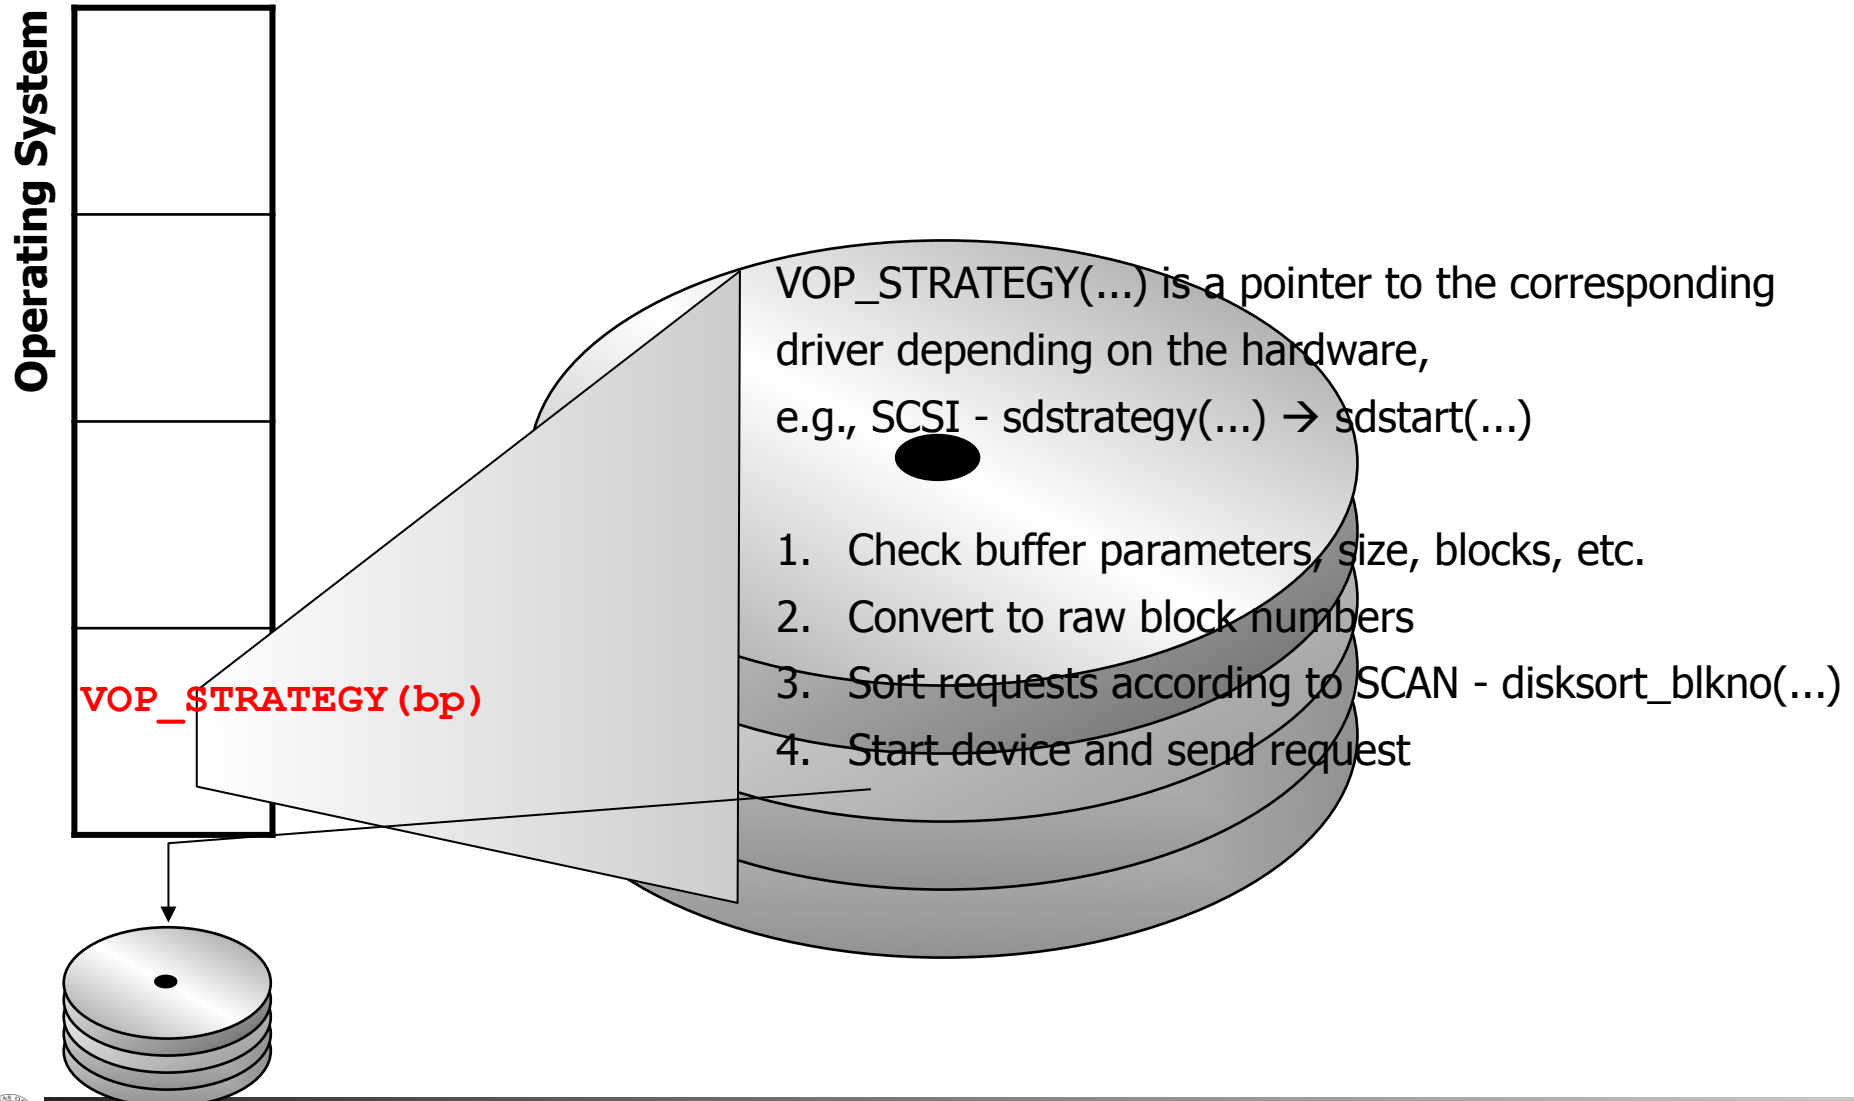 Operating System
VOP_STRATEGY(...) is a pointer to the corresponding
driver depending on the hardware,
e.g., SCSI - sdstrategy(...) → sdstart(...)
1. Check buffer parameters, size, blocks, etc.
2. Convert to raw block numbers
3. Sort requests according to SCAN - disksort_blkno(...)
4. Start device and send request
VOP_STRATEGY(bp)